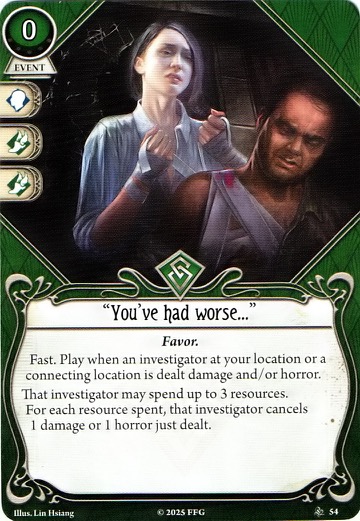 0
EVENT
“You’ve had worse...”
Favor.
Fast. Play when an investigator at your location or a
connecting location is dealt damage and/or horror.
That investigator may spend up to 3 resources.
For each resource spent, that investigator cancels
1 damage or 1 horror just dealt.
Illus. Lin Hsiang
© 2025 FFG
54